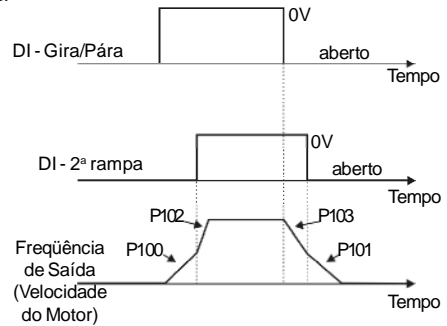 0V
DI - Gira/Pára
aberto
Tempo
0V
DI - 2ª rampa
aberto
Tempo
P102
P103
Freqüência
de Saída
(Velocidade
do Motor)
P100
P101
Tempo